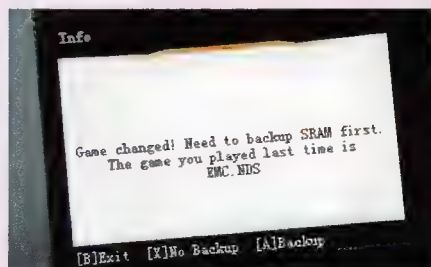 Info
Game changed! Need to backup SRAM first.
The game you played last time is
EMC.NDS
[B]Exit [X]No Backup [A]Backup